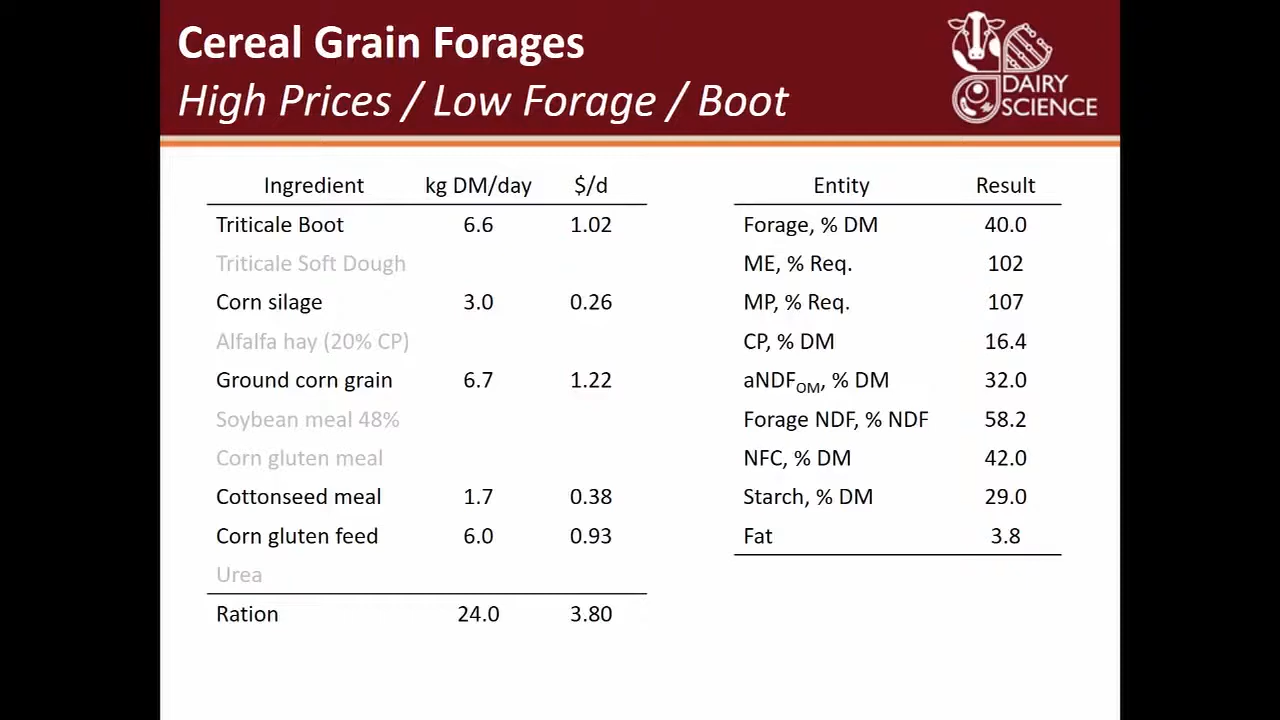 Cereal Grain Forages
High Prices / Low Forage / Boot
DAIRY
SCIENCE
Ingredient kg DM/day $/d
Triticale Boot 6.6 1.02
Triticale Soft Dough
Corn silage 3.0 0.26
Alfalfa hay (20% CP)
Ground corn grain 6.7 1.22
Soybean meal 48%
Corn gluten meal
Cottonseed meal 1.7 0.38
Corn gluten feed 6.0 0.93
Urea
Ration 24.0 3.80
Entity Result
Forage, % DM 40.0
ME, % Req. 102
MP, % Req. 107
CP, % DM 16.4
aNDFOM, % DM 32.0
Forage NDF, % NDF 58.2
NFC, % DM 42.0
Starch, % DM 29.0
Fat 3.8